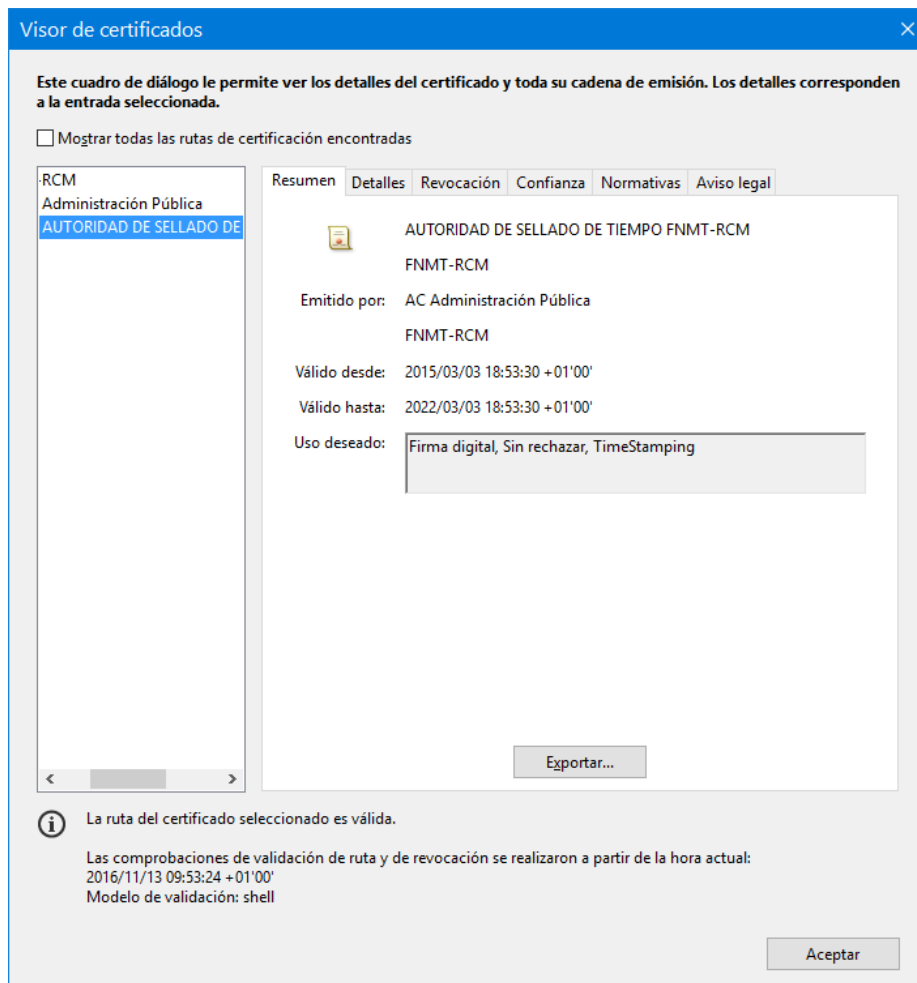 Visor de certificados
Este cuadro de diálogo le permite ver los detalles del certificado y toda su cadena de emisión. Los detalles corresponden
a la entrada seleccionada.
Mostrar todas las rutas de certificación encontradas
-RCM
Administración Pública
AUTORIDAD DE SELLADO DE
Resumen Detalles Revocación Confianza Normativas Aviso legal
AUTORIDAD DE SELLADO DE TIEMPO FNMT-RCM
FNMT-RCM
Emitido por: AC Administración Pública
FNMT-RCM
Válido desde: 2015/03/03 18:53:30 +01'00'
Válido hasta: 2022/03/03 18:53:30 +01'00'
Uso deseado: Firma digital, Sin rechazar, TimeStamping
Exportar...
La ruta del certificado seleccionado es válida.
Las comprobaciones de validación de ruta y de revocación se realizaron a partir de la hora actual:
2016/11/13 09:53:24 +01'00'
Modelo de validación: shell
Aceptar